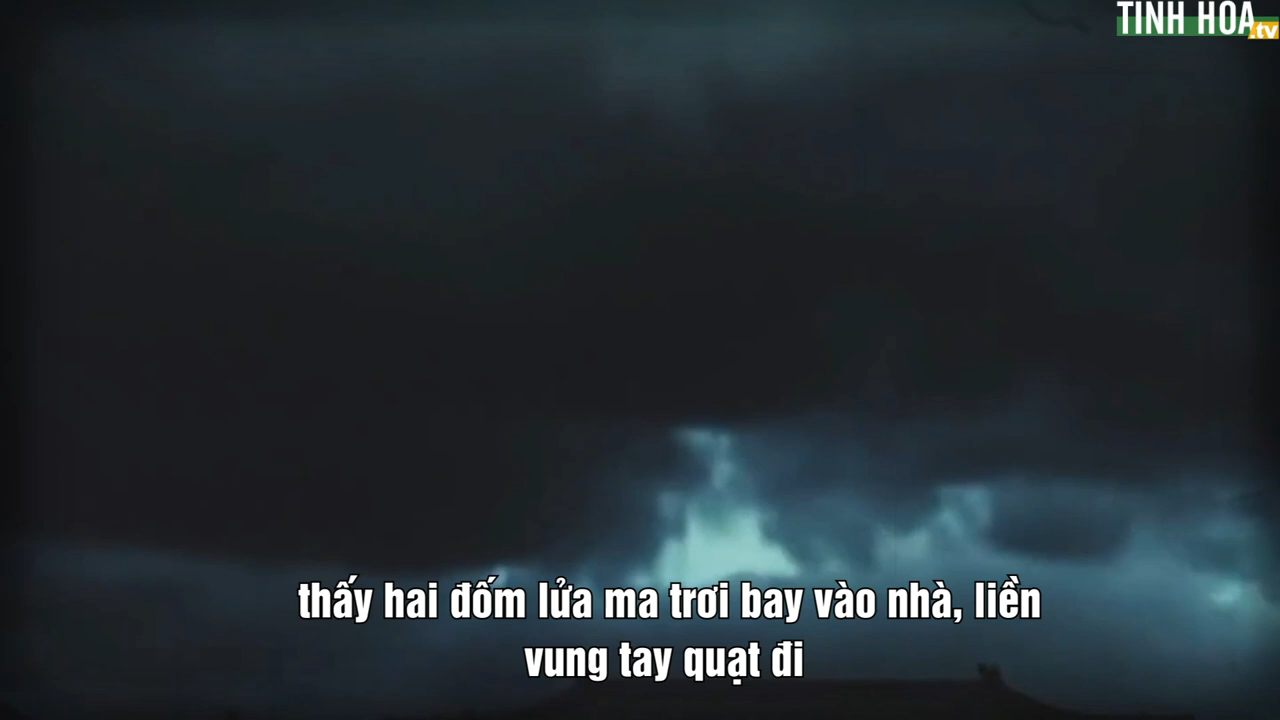 TINH HOA
.tv
thấy hai đốm lửa ma trơi bay vào nhà, liền
vung tay quạt đi